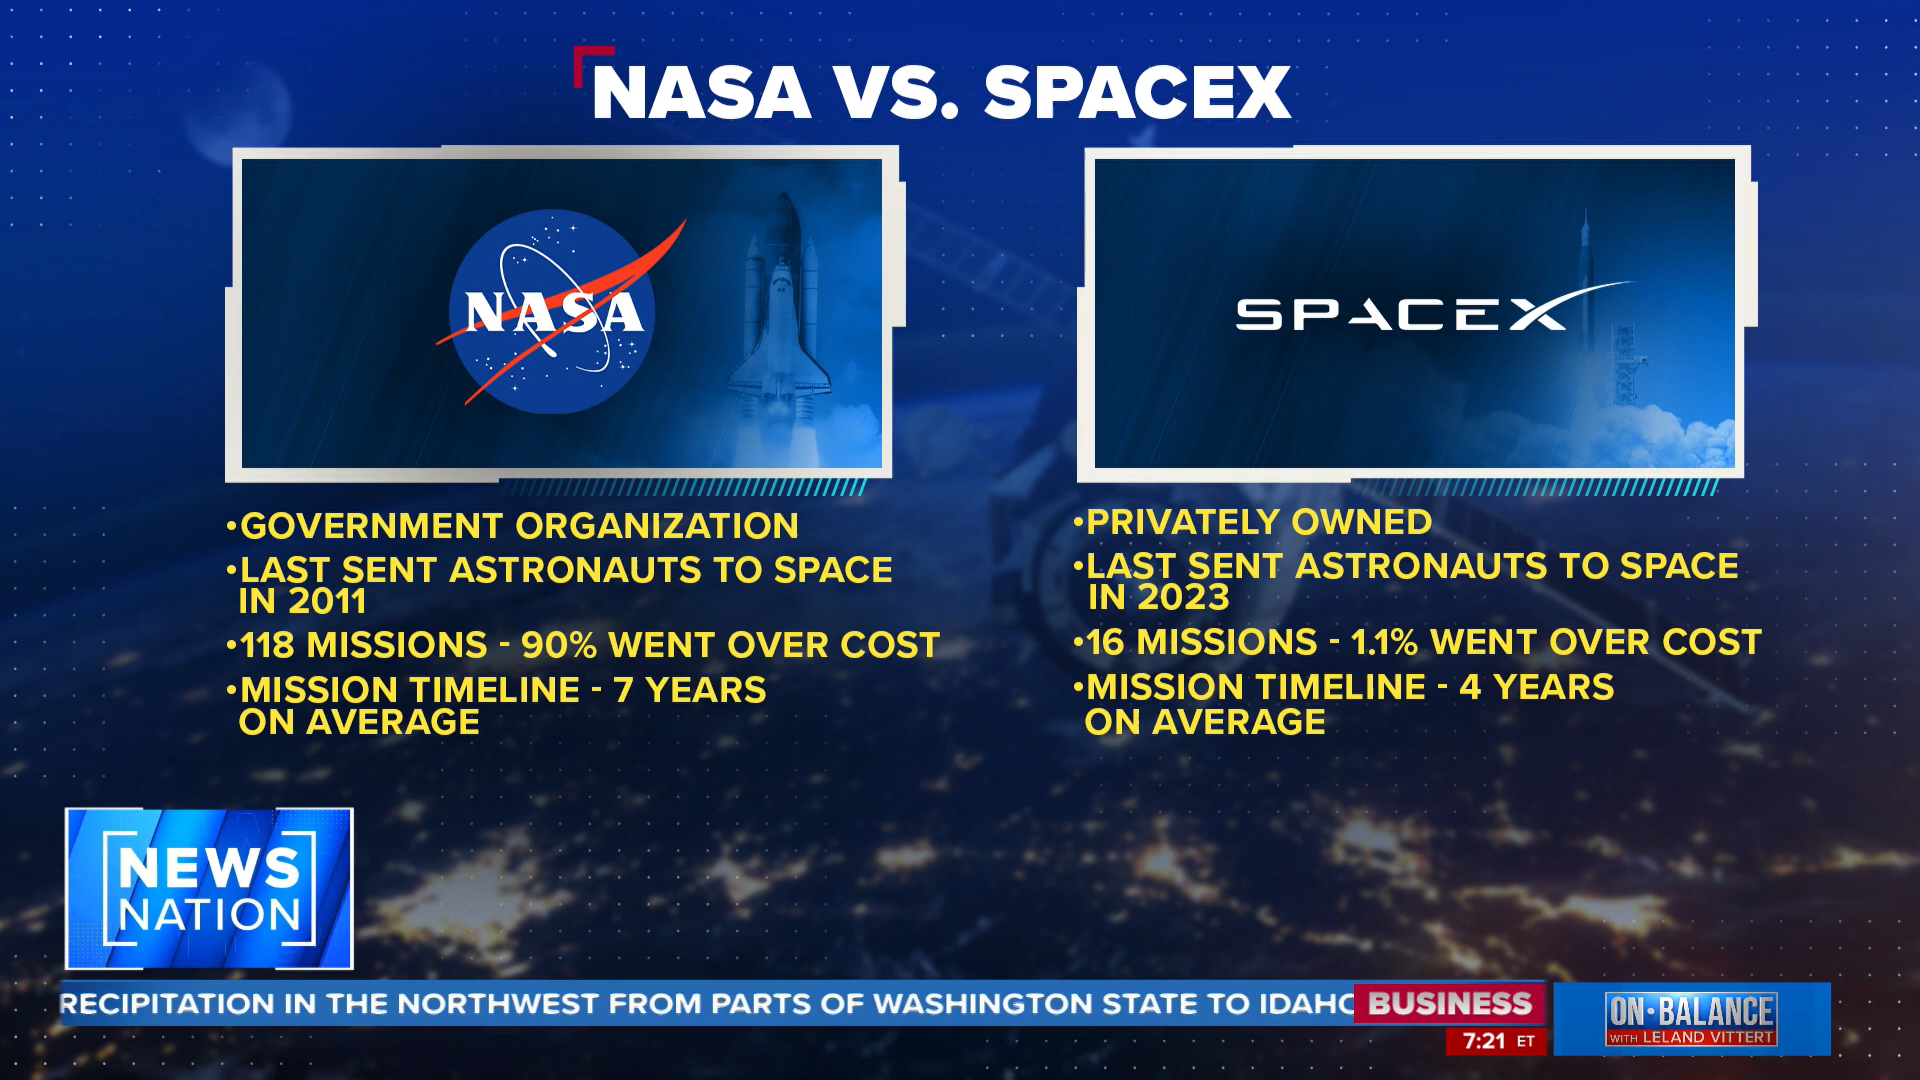 NASA VS. SPACEX
NASA
•GOVERNMENT ORGANIZATION
•LAST SENT ASTRONAUTS TO SPACE
IN 2011
•118 MISSIONS - 90% WENT OVER COST
•MISSION TIMELINE - 7 YEARS
ON AVERAGE
SPACEX
•PRIVATELY OWNED
•LAST SENT ASTRONAUTS TO SPACE
IN 2023
•16 MISSIONS - 1.1% WENT OVER COST
•MISSION TIMELINE - 4 YEARS
ON AVERAGE
NEWS
NATION
RECIPITATION IN THE NORTHWEST FROM PARTS OF WASHINGTON STATE TO IDAHO
BUSINESS
7:21 ET
ON·BALANCE
WITH LELAND VITTERT